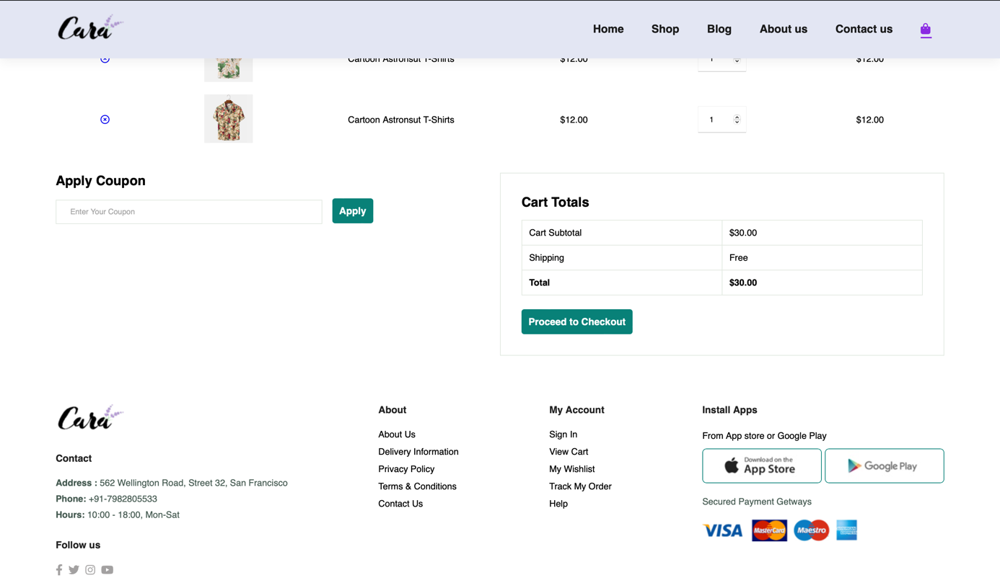 Cara
Home Shop Blog About us Contact us
Cartoon Astronsut T-Shirts $12.00 1 $12.00
Cartoon Astronsut T-Shirts $12.00 1 $12.00
Apply Coupon
Enter Your Coupon
Apply
Cart Totals
Cart Subtotal $30.00
Shipping Free
Total $30.00
Proceed to Checkout
Cara
Contact
Address : 562 Wellington Road, Street 32, San Francisco
Phone: +91-7982805533
Hours: 10:00 - 18:00, Mon-Sat
Follow us
About
About Us
Delivery Information
Privacy Policy
Terms & Conditions
Contact Us
My Account
Sign In
View Cart
My Wishlist
Track My Order
Help
Install Apps
From App store or Google Play
Download on the
App Store
Google Play
Secured Payment Getways
VISA MasterCard Maestro AMERICAN EXPRESS